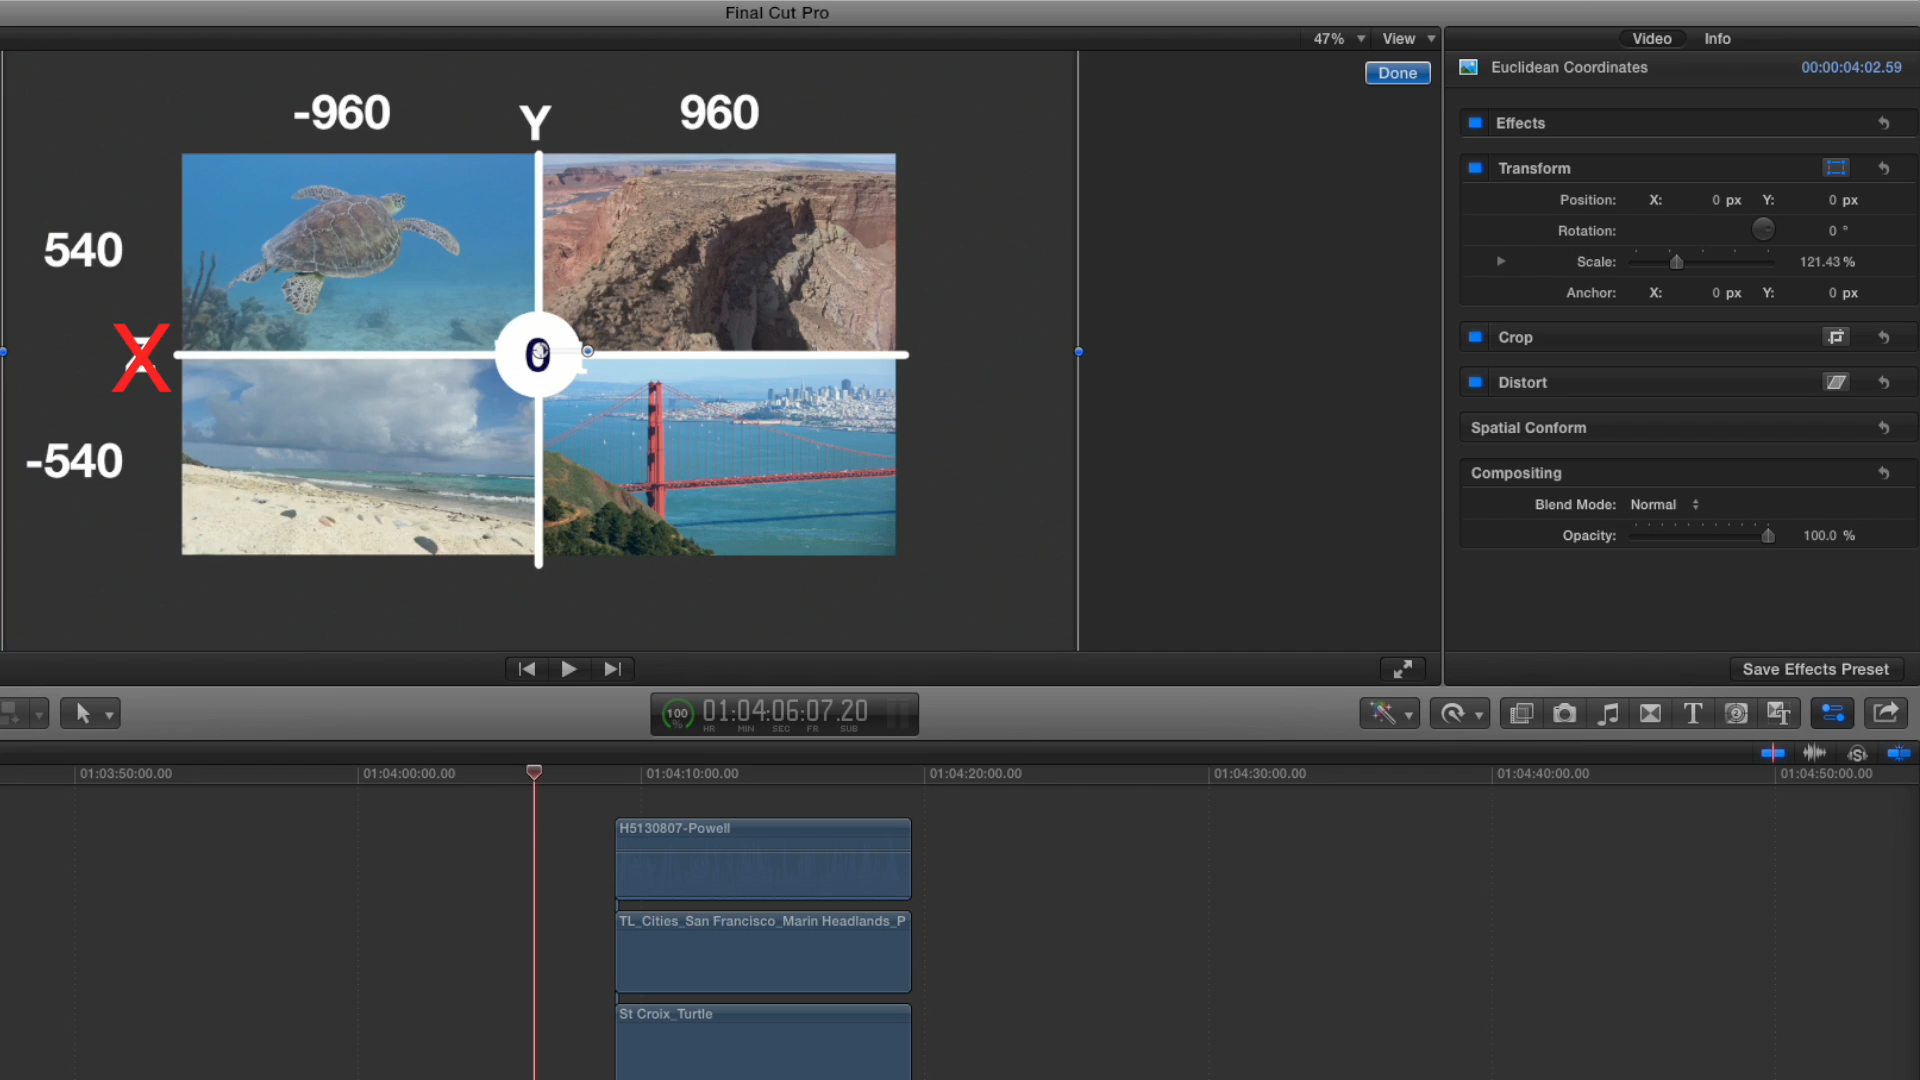 Final Cut Pro
47% View
Video Info
Done
Euclidean Coordinates 00:00:04:02.59
-960 Y 960
Effects
Transform
Position: X: 0 px Y: 0 px
540
Rotation: 0 °
Scale: 121.43 %
Anchor: X: 0 px Y: 0 px
X 0
Crop
Distort
Spatial Conform
-540
Compositing
Blend Mode: Normal
Opacity: 100.0 %
Save Effects Preset
100 % 01:04:06:07.20
HR MIN SEC FR SUB
T
01:03:50:00.00 01:04:00:00.00 01:04:10:00.00 01:04:20:00.00 01:04:30:00.00 01:04:40:00.00 01:04:50:00.00
H5130807-Powell
TL_Cities_San Francisco_Marin Headlands_P
St Croix_Turtle